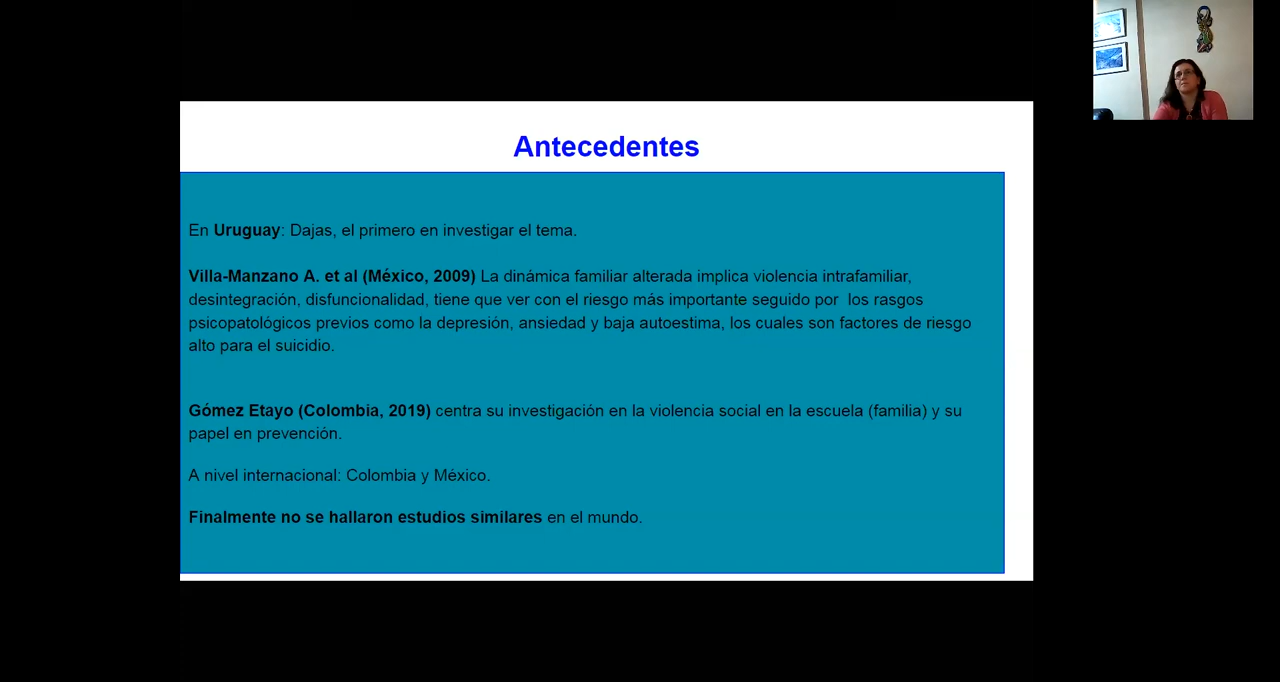 Antecedentes
En Uruguay: Dajas, el primero en investigar el tema.
Villa-Manzano A. et al (México, 2009) La dinámica familiar alterada implica violencia intrafamiliar,
desintegración, disfuncionalidad, tiene que ver con el riesgo más importante seguido por  los rasgos
psicopatológicos previos como la depresión, ansiedad y baja autoestima, los cuales son factores de riesgo
alto para el suicidio.
Gómez Etayo (Colombia, 2019) centra su investigación en la violencia social en la escuela (familia) y su
papel en prevención.
A nivel internacional: Colombia y México.
Finalmente no se hallaron estudios similares en el mundo.